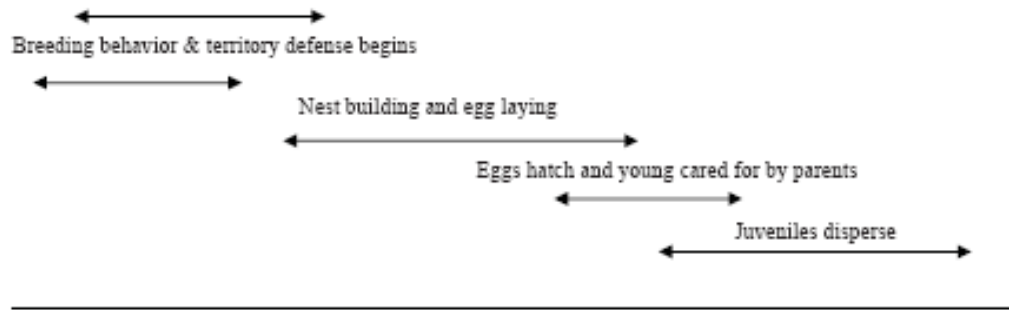 Breeding behavior & territory defense begins
Nest building and egg laying
Eggs hatch and young cared for by parents
Juveniles disperse